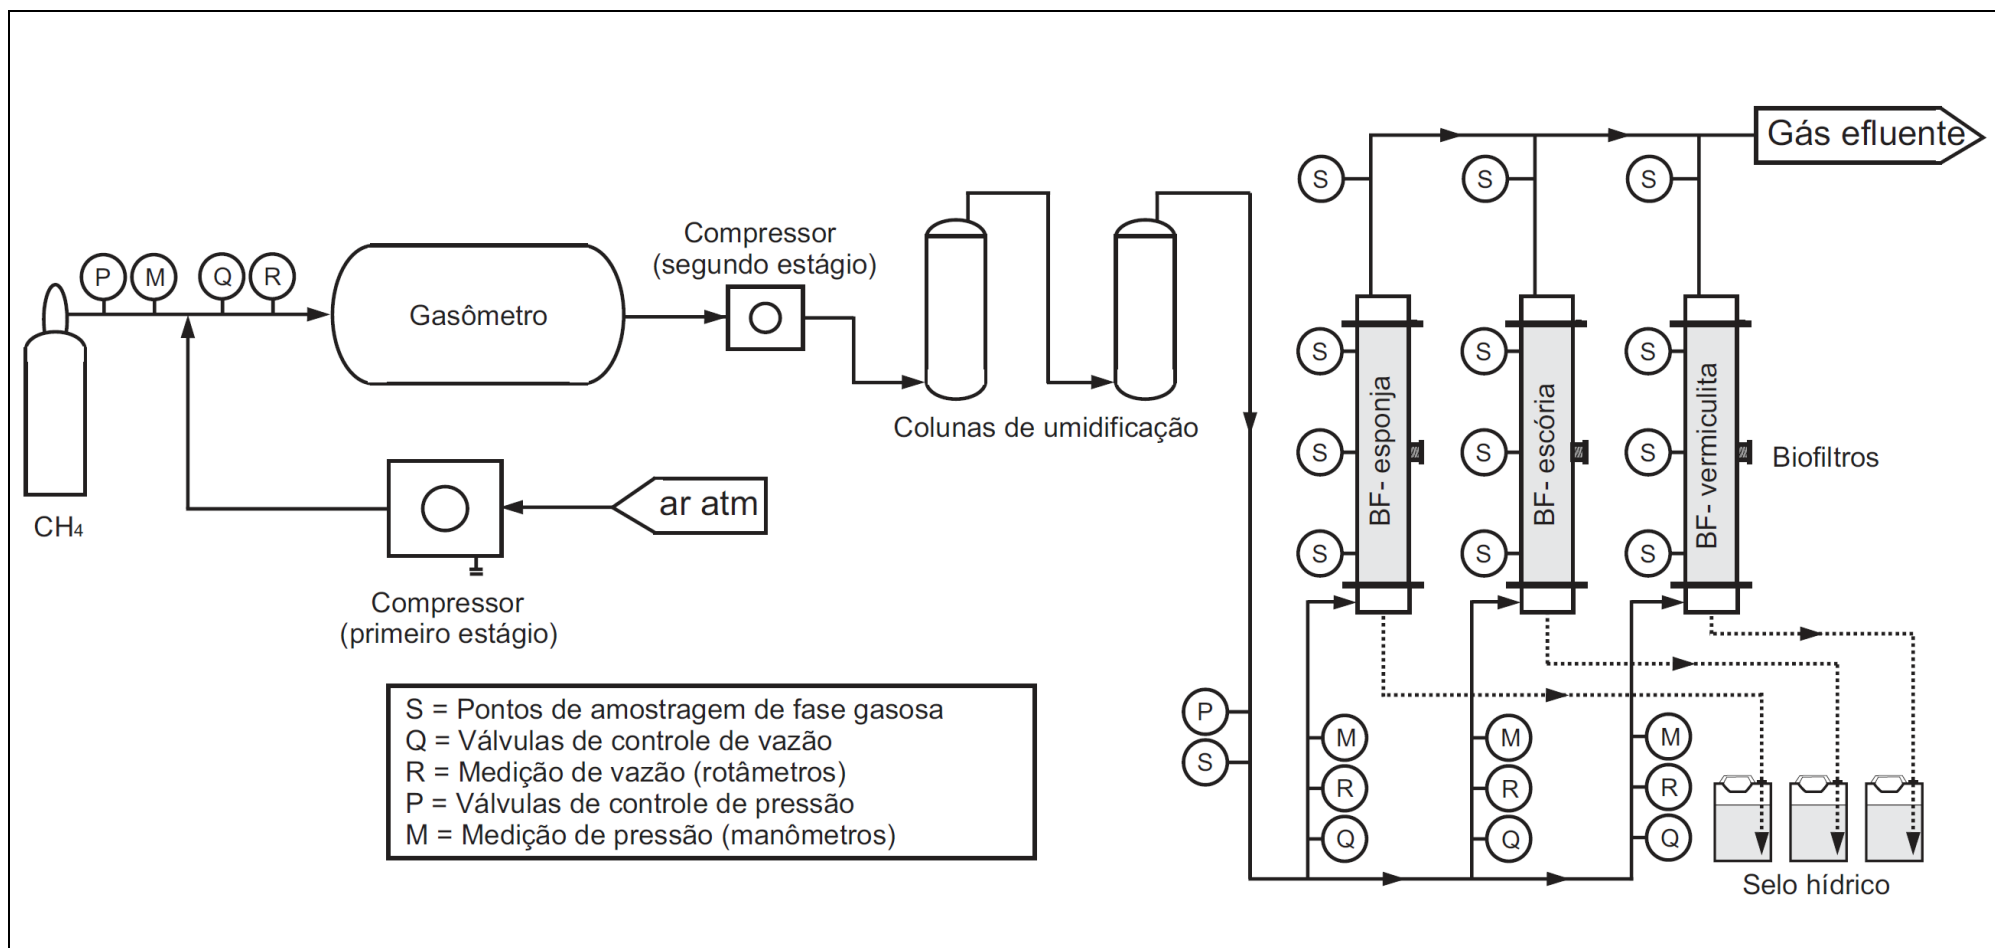 Gás efluente
S
S
S
Compressor
(segundo estágio)
P
M
Q
R
Gasômetro
S
S
S
BF- esponja
BF- escória
BF- vermiculita
Colunas de umidificação
S
S
S
Biofiltros
ar atm
CH4
S
S
S
Compressor
(primeiro estágio)
S = Pontos de amostragem de fase gasosa
Q = Válvulas de controle de vazão
R = Medição de vazão (rotâmetros)
P = Válvulas de controle de pressão
M = Medição de pressão (manômetros)
P
S
M
M
M
R
R
R
Q
Q
Q
Selo hídrico